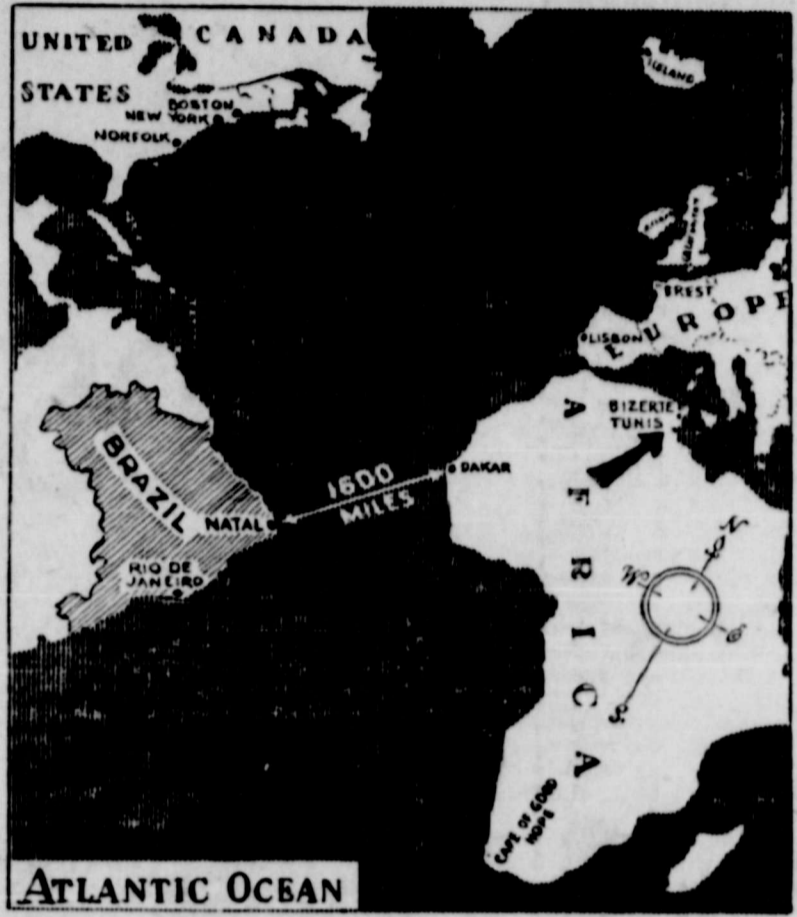 UNITED
STATES
CANADA
ICELAND
BOSTON
NEW YORK
NORFOLK
BREST
EUROPE
LISBON
BIZERTE
TUNIS
AFRICA
DAKAR
1600
MILES
BRAZIL
NATAL
RIO DE
JANEIRO
N
W
E
S
CAPE OF GOOD
HOPE
ATLANTIC OCEAN